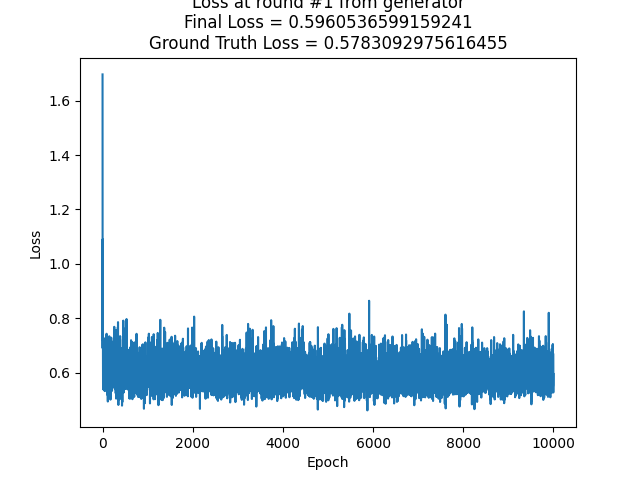 Loss at round #1 from generator
Final Loss = 0.5960536599159241
Ground Truth Loss = 0.5783092975616455
1.6
1.4
1.2
1.0
0.8
0.6
Loss
0
2000
4000
6000
8000
10000
Epoch